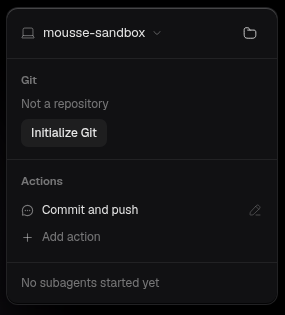 mousse-sandbox
Git
Not a repository
Initialize Git
Actions
Commit and push
Add action
No subagents started yet